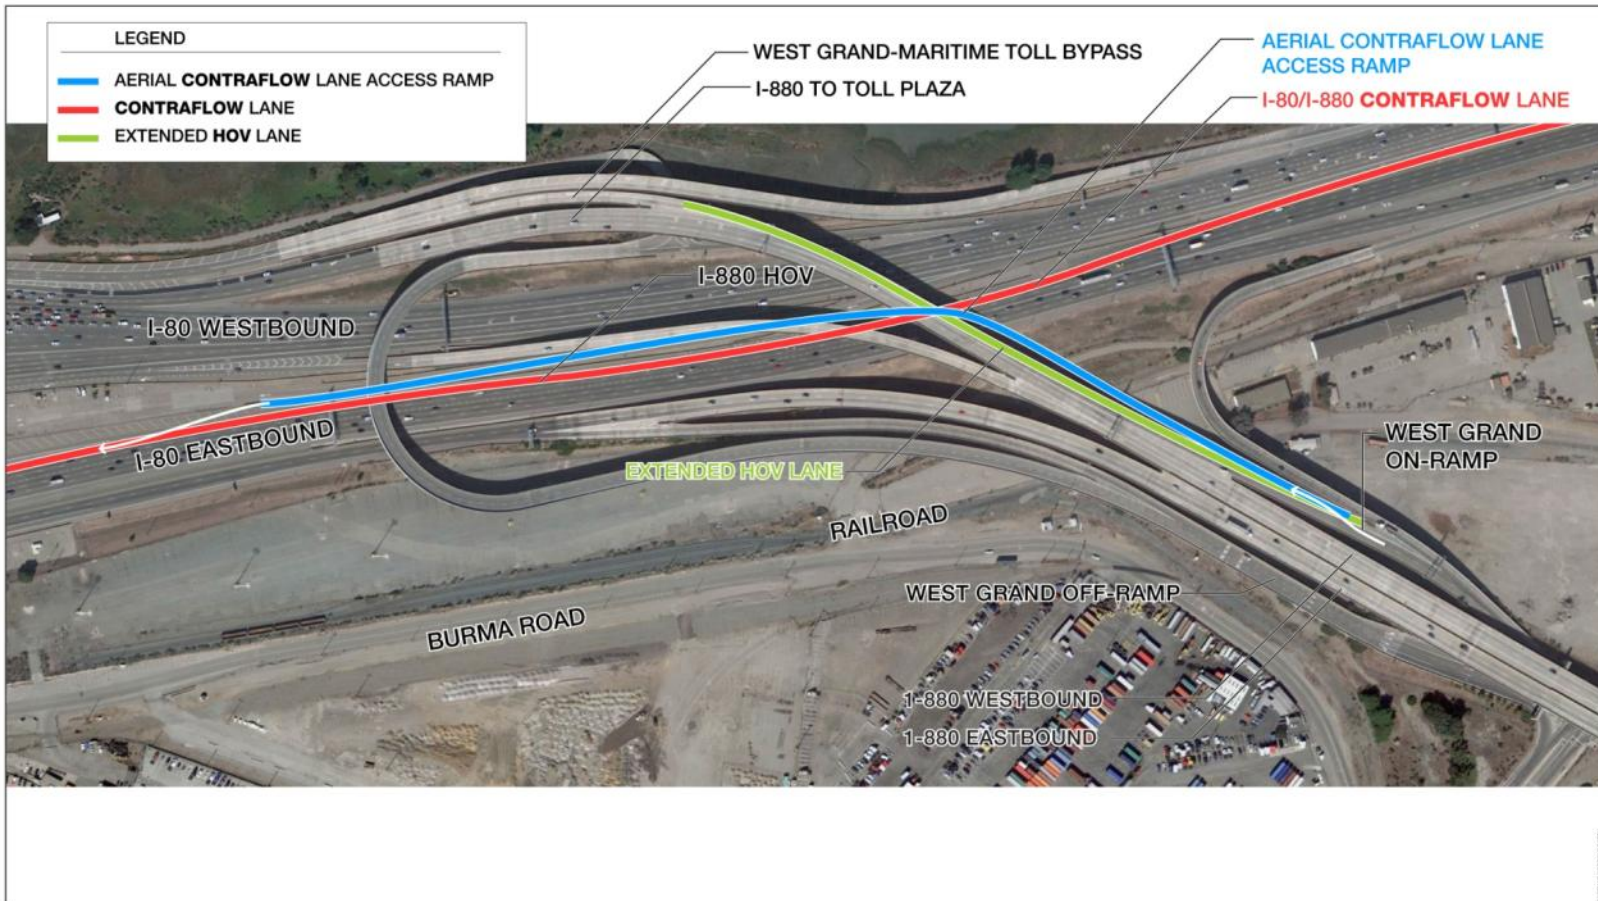 LEGEND
AERIAL CONTRAFLOW LANE ACCESS RAMP
CONTRAFLOW LANE
EXTENDED HOV LANE
WEST GRAND-MARITIME TOLL BYPASS
I-880 TO TOLL PLAZA
AERIAL CONTRAFLOW LANE
ACCESS RAMP
I-80/I-880 CONTRAFLOW LANE
I-880 HOV
I-80 WESTBOUND
I-80 EASTBOUND
EXTENDED HOV LANE
WEST GRAND
ON-RAMP
RAILROAD
WEST GRAND OFF-RAMP
BURMA ROAD
1-880 WESTBOUND
1-880 EASTBOUND